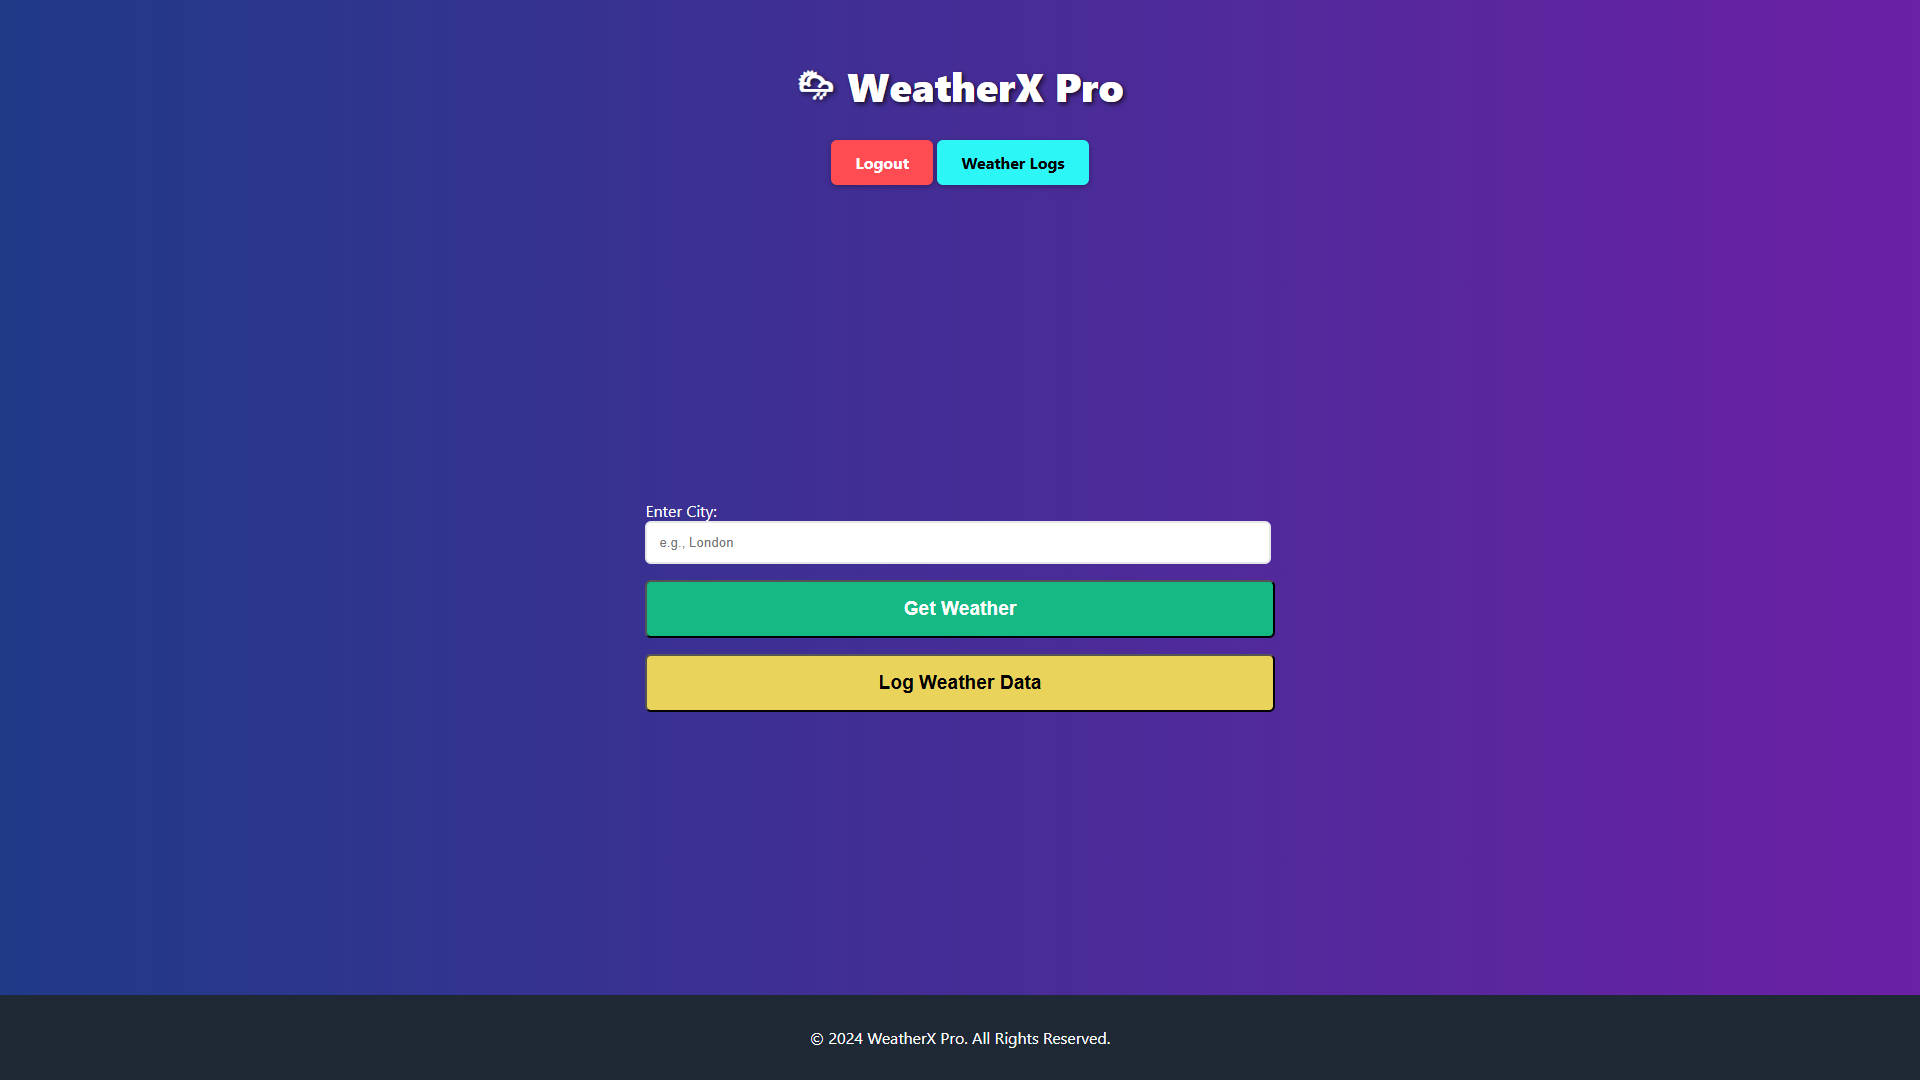 🌦 WeatherX Pro
Logout Weather Logs
Enter City:
e.g., London
Get Weather
Log Weather Data
© 2024 WeatherX Pro. All Rights Reserved.